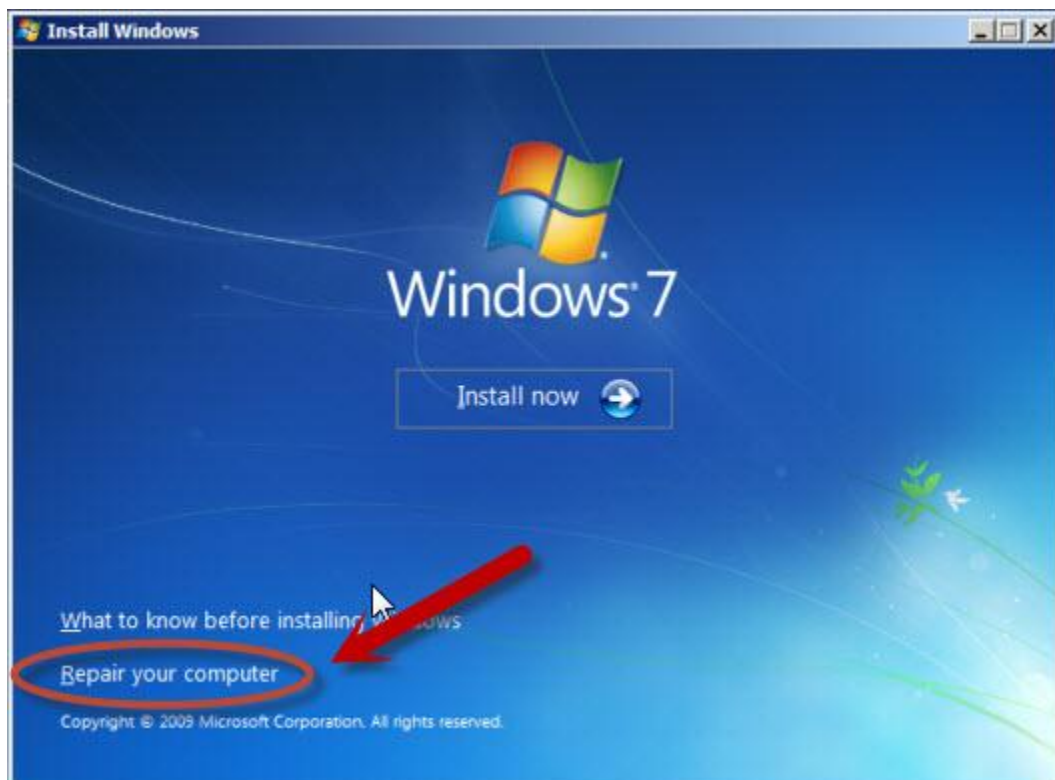 Install Windows
Windows® 7
Install now
What to know before installing Windows
Repair your computer
Copyright © 2009 Microsoft Corporation. All rights reserved.